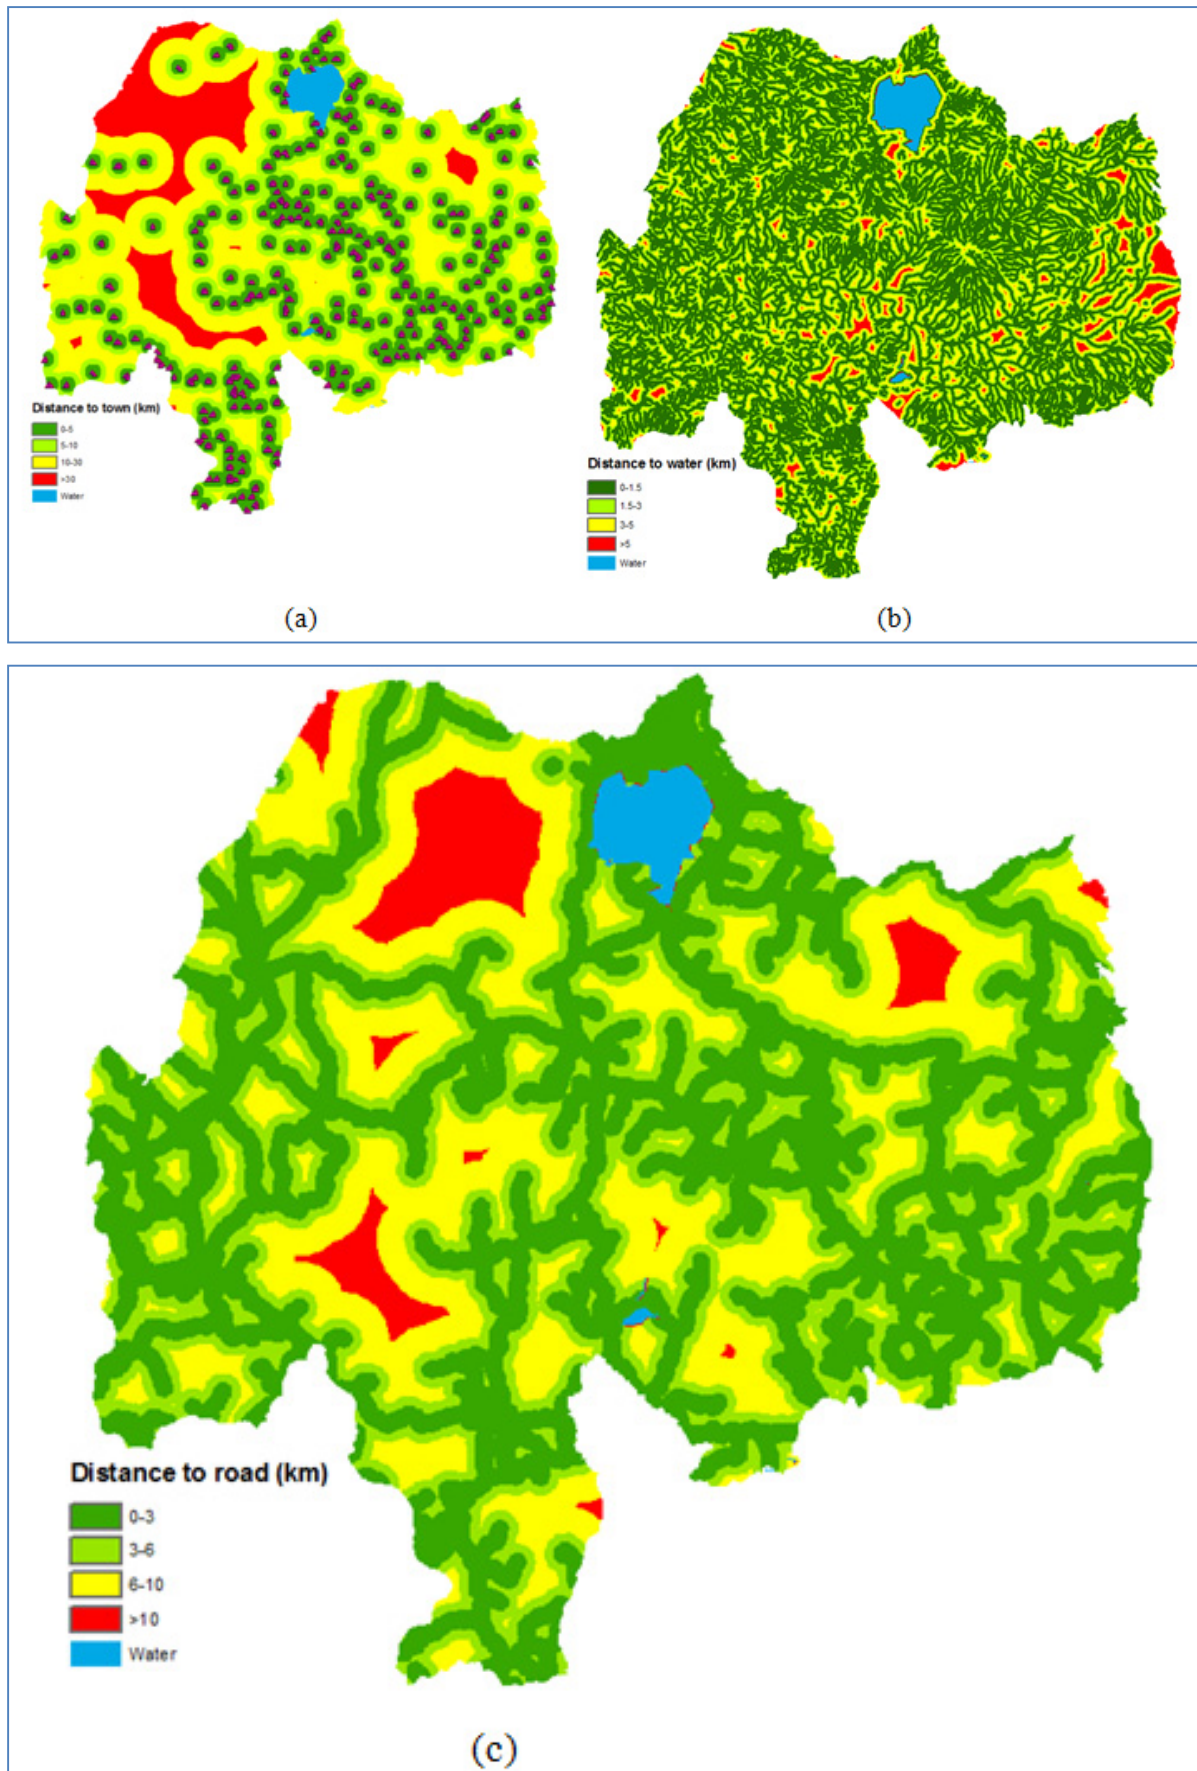 Distance to town (km)
0-5
5-10
10-30
>30
Water
(a)
Distance to water (km)
0-1.5
1.5-3
3-5
>5
Water
(b)
Distance to road (km)
0-3
3-6
6-10
>10
Water
(c)